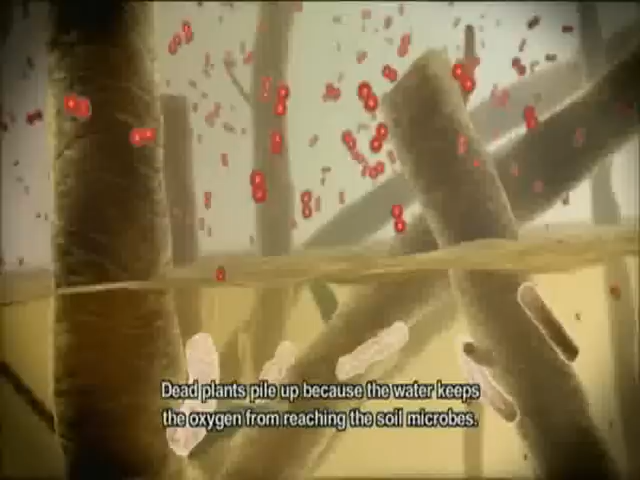 Dead plants pile up because the water keeps
the oxygen from reaching the soil microbes.